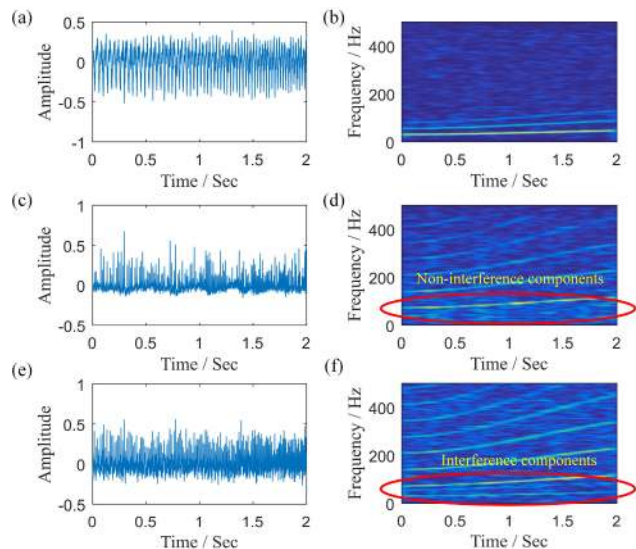 (a)
0.5
0
-0.5
-1
Amplitude
0 0.5 1 1.5 2
Time / Sec
(b)
400
200
0
Frequency / Hz
0 0.5 1 1.5 2
Time / Sec
(c)
1
0.5
0
-0.5
Amplitude
0 0.5 1 1.5 2
Time / Sec
(d)
400
200
0
Frequency / Hz
Non-interference components
0 0.5 1 1.5 2
Time / Sec
(e)
1
0.5
0
-0.5
Amplitude
0 0.5 1 1.5 2
Time / Sec
(f)
400
200
0
Frequency / Hz
Interference components
0 0.5 1 1.5 2
Time / Sec